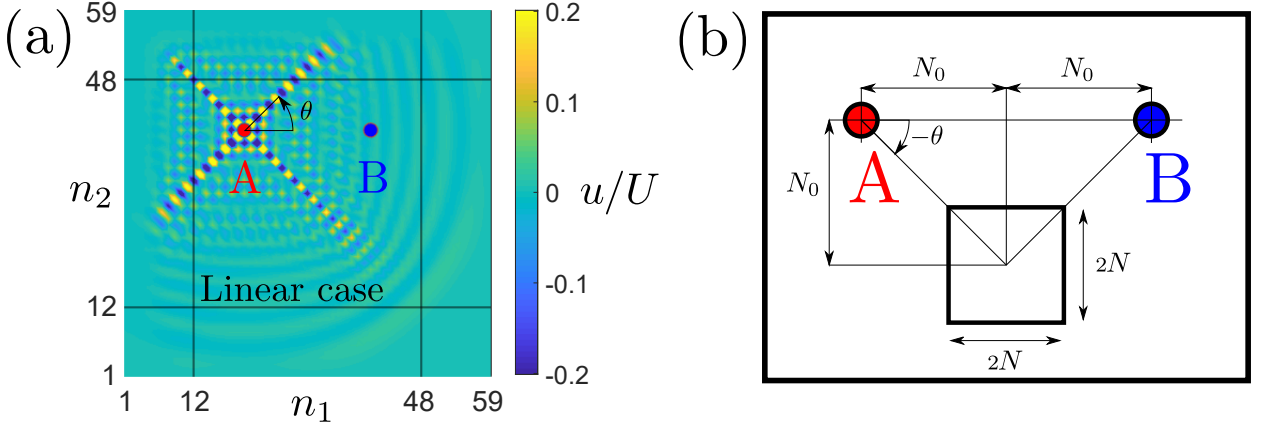 (a)
59
48
n₂
12
1
1 12 n₁ 48 59
θ
A
B
Linear case
0.2
0.1
0
-0.1
-0.2
u/U
(b)
N₀ N₀
−θ
A
B
N₀
2N
2N